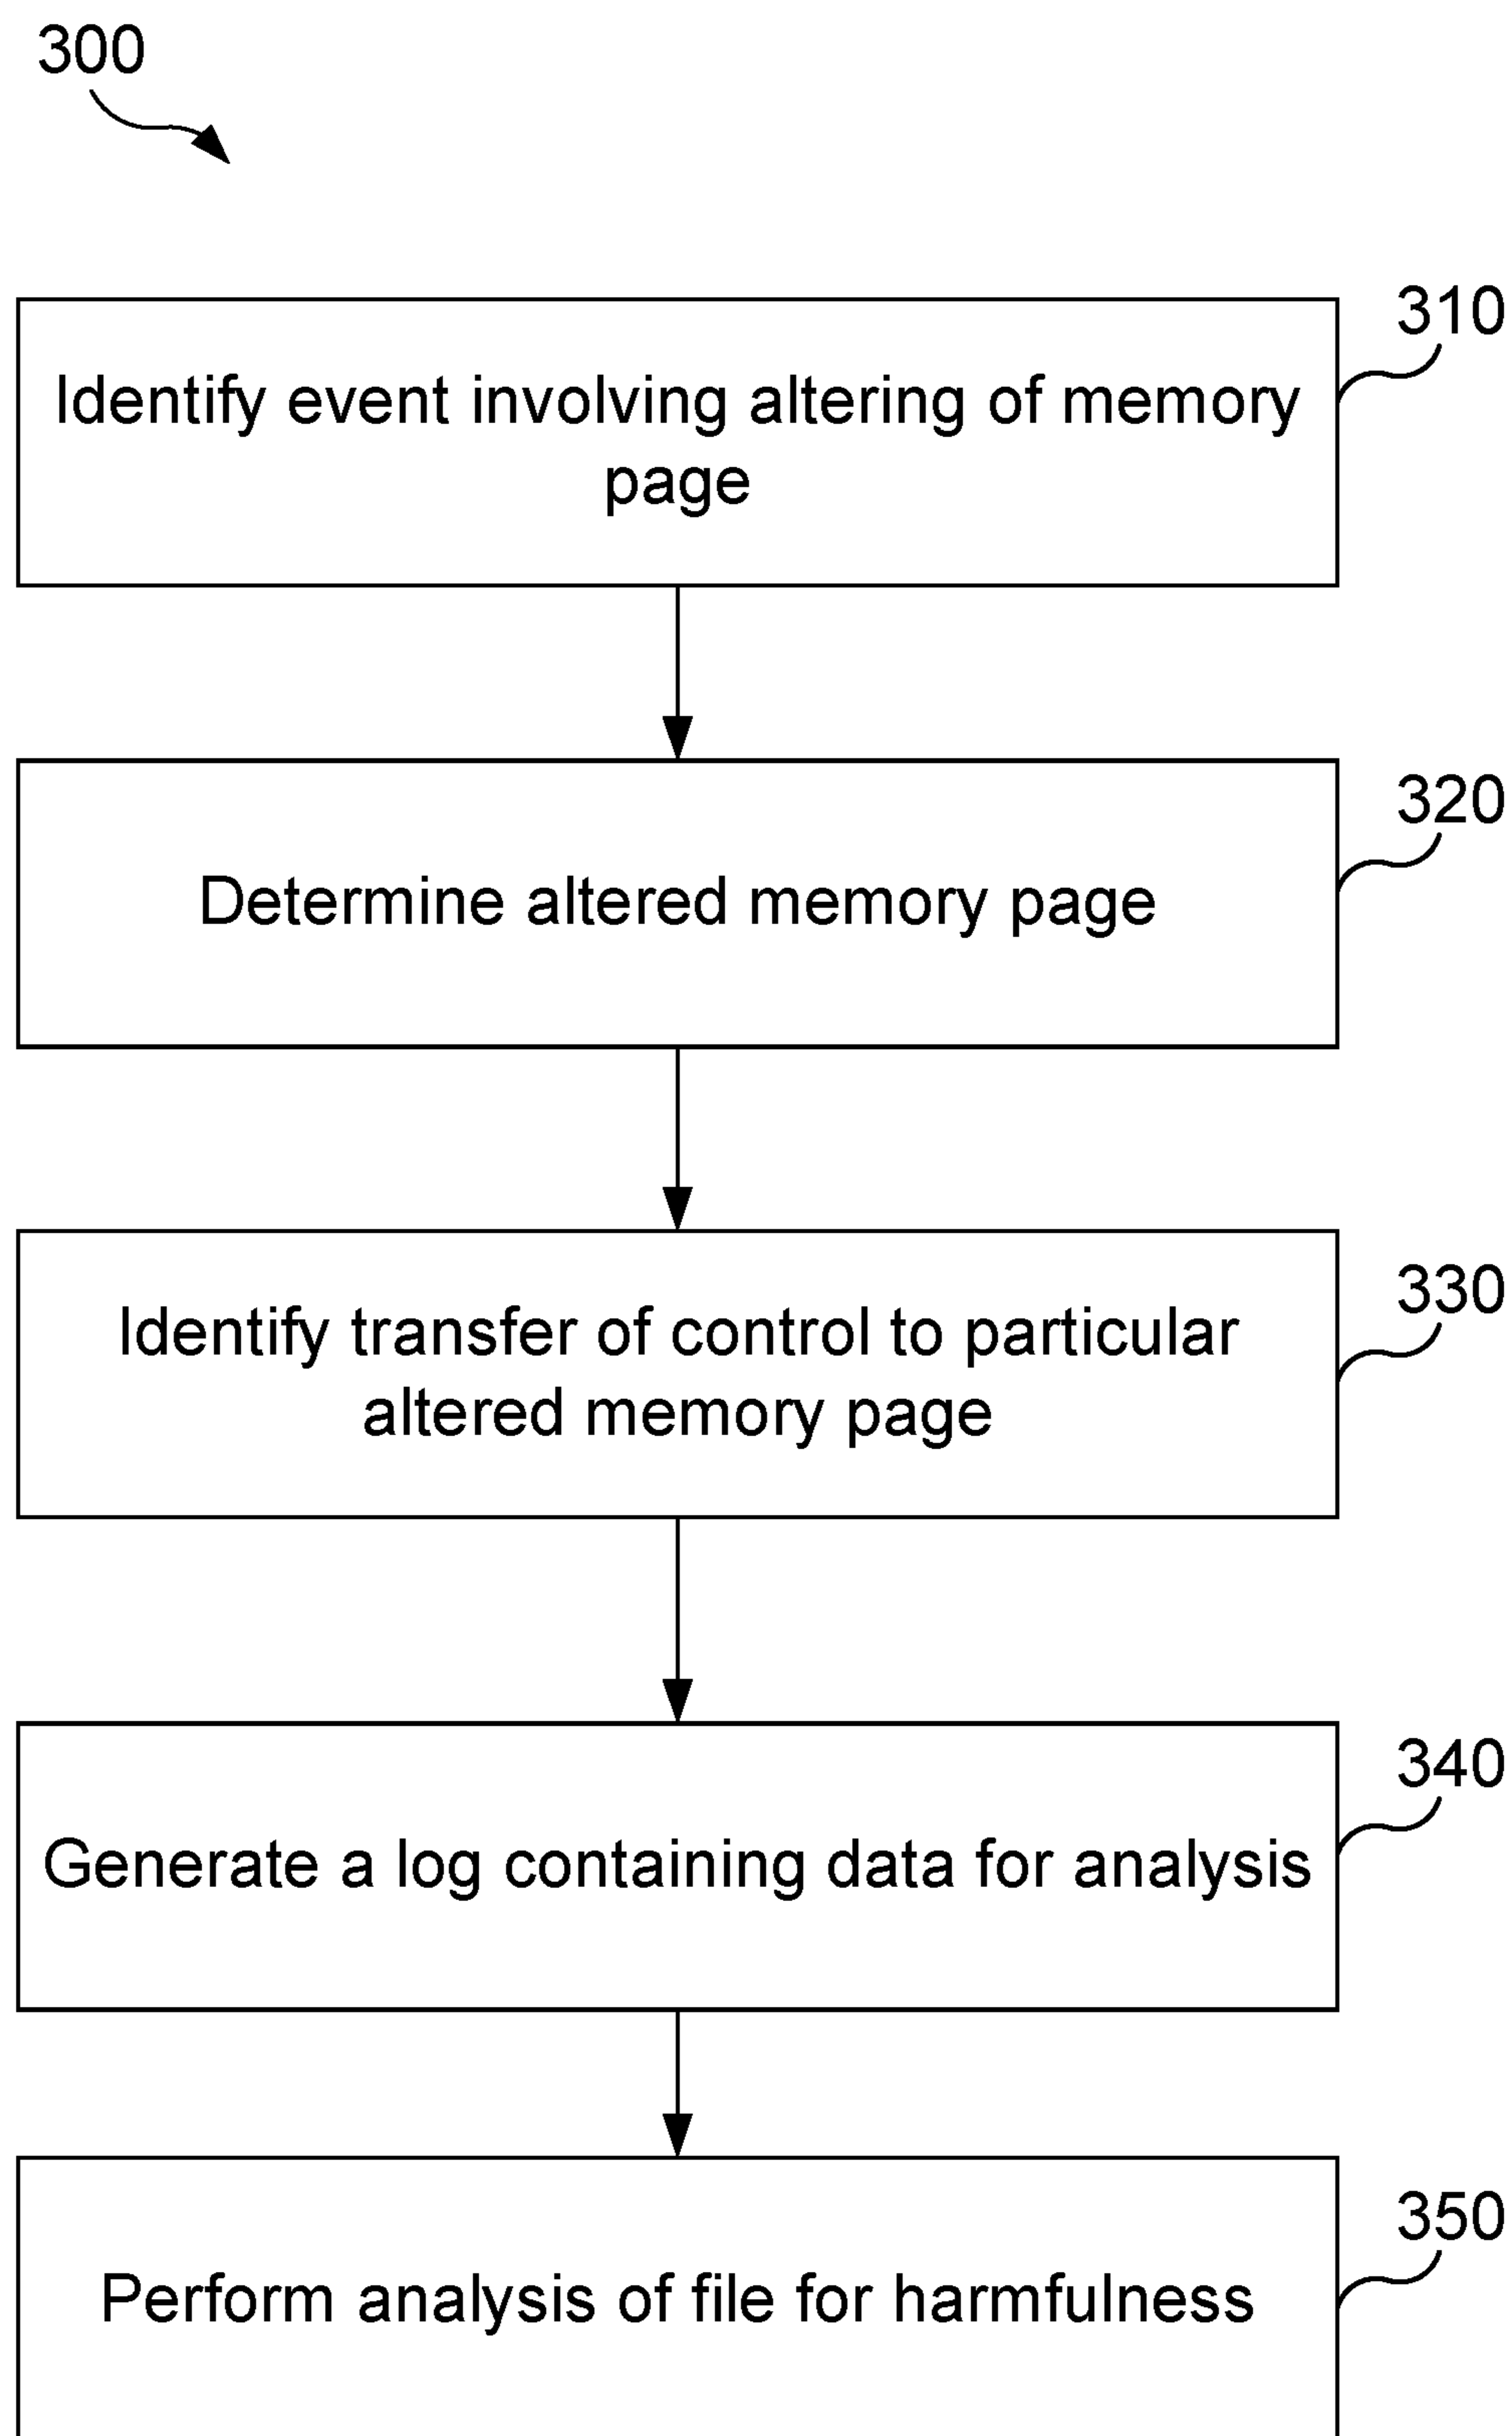 300
310
Identify event involving altering of memory
page
320
Determine altered memory page
330
Identify transfer of control to particular
altered memory page
340
Generate a log containing data for analysis
350
Perform analysis of file for harmfulness